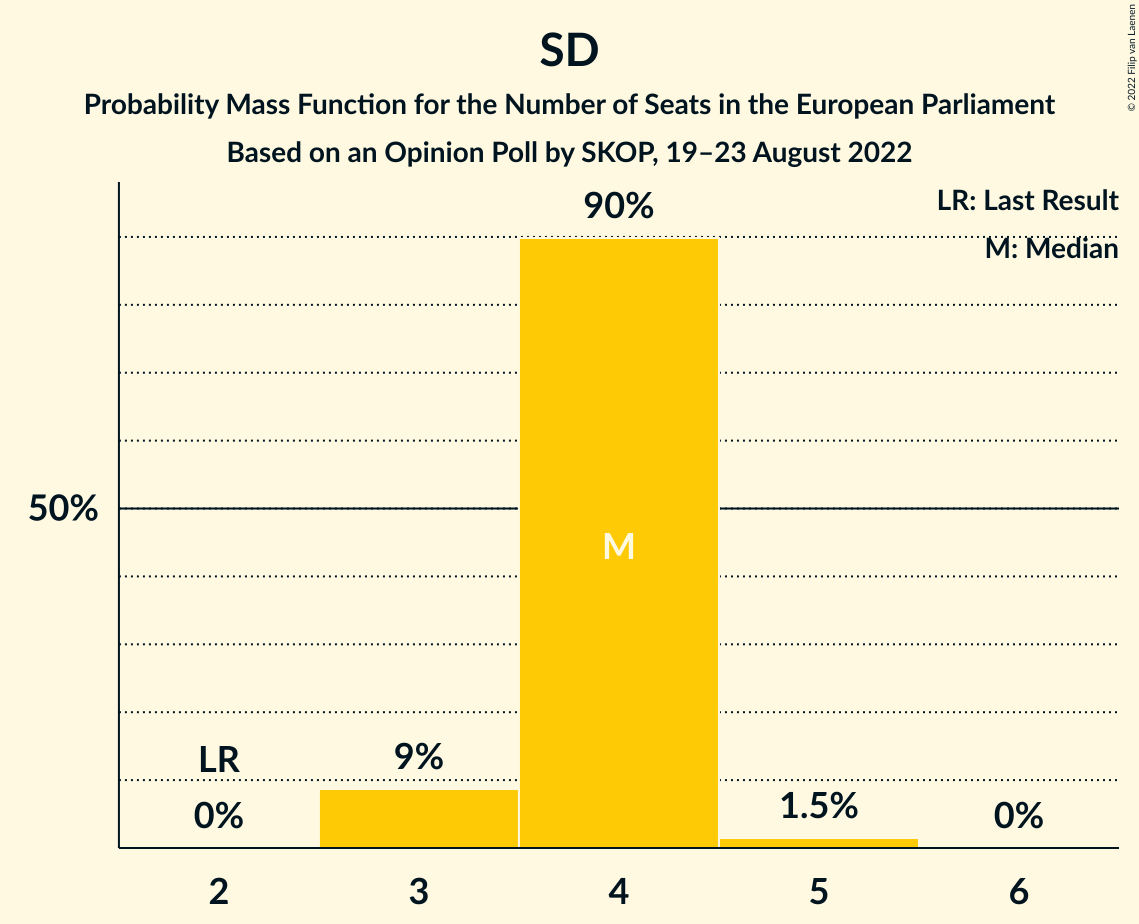 SD
Probability Mass Function for the Number of Seats in the European Parliament
Based on an Opinion Poll by SKOP, 19–23 August 2022
© 2022 Filip van Laenen
LR: Last Result
M: Median
90%
50%
M
LR
9%
1.5%
0%
0%
2 3 4 5 6